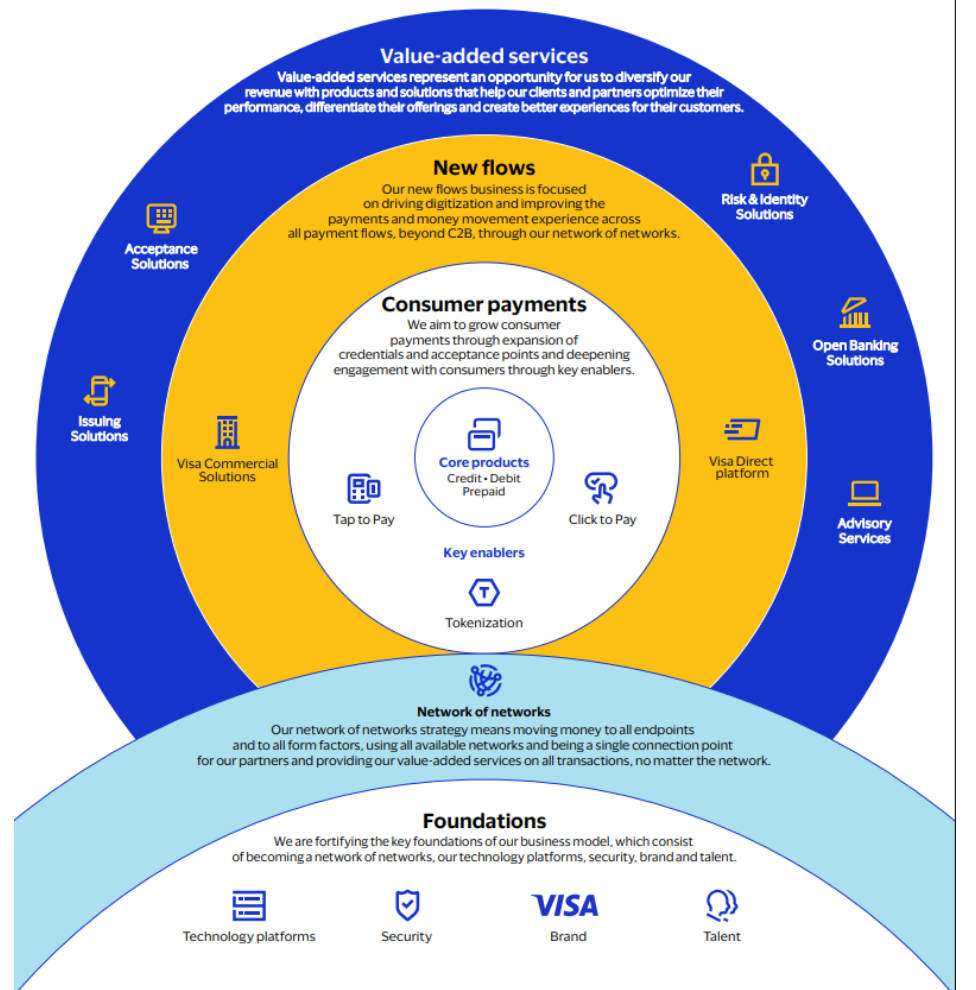 Value-added services
Value-added services represent an opportunity for us to diversify our
revenue with products and solutions that help our clients and partners optimize their
performance, differentiate their offerings and create better experiences for their customers.
New flows
Our new flows business is focused
on driving digitization and improving the
payments and money movement experience across
all payment flows, beyond C2B, through our network of networks.
Risk & Identity
Solutions
Acceptance
Solutions
Consumer payments
We aim to grow consumer
payments through expansion of
credentials and acceptance points and deepening
engagement with consumers through key enablers.
Open Banking
Solutions
Issuing
Solutions
Visa Commercial
Solutions
Core products
Credit • Debit
Prepaid
Visa Direct
platform
Tap to Pay
Click to Pay
Advisory
Services
Key enablers
T
Tokenization
Network of networks
Our network of networks strategy means moving money to all endpoints
and to all form factors, using all available networks and being a single connection point
for our partners and providing our value-added services on all transactions, no matter the network.
Foundations
We are fortifying the key foundations of our business model, which consist
of becoming a network of networks, our technology platforms, security, brand and talent.
VISA
Technology platforms
Security
Brand
Talent